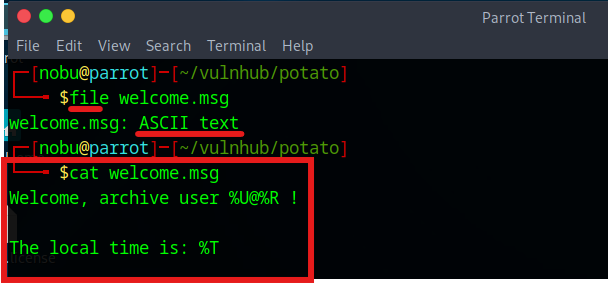 Parrot Terminal
File Edit View Search Terminal Help
┌─[nobu@parrot]─[~/vulnhub/potato]
└──╼ $file welcome.msg
welcome.msg: ASCII text
┌─[nobu@parrot]─[~/vulnhub/potato]
└──╼ $cat welcome.msg
Welcome, archive user %U@%R !
The local time is: %T
license